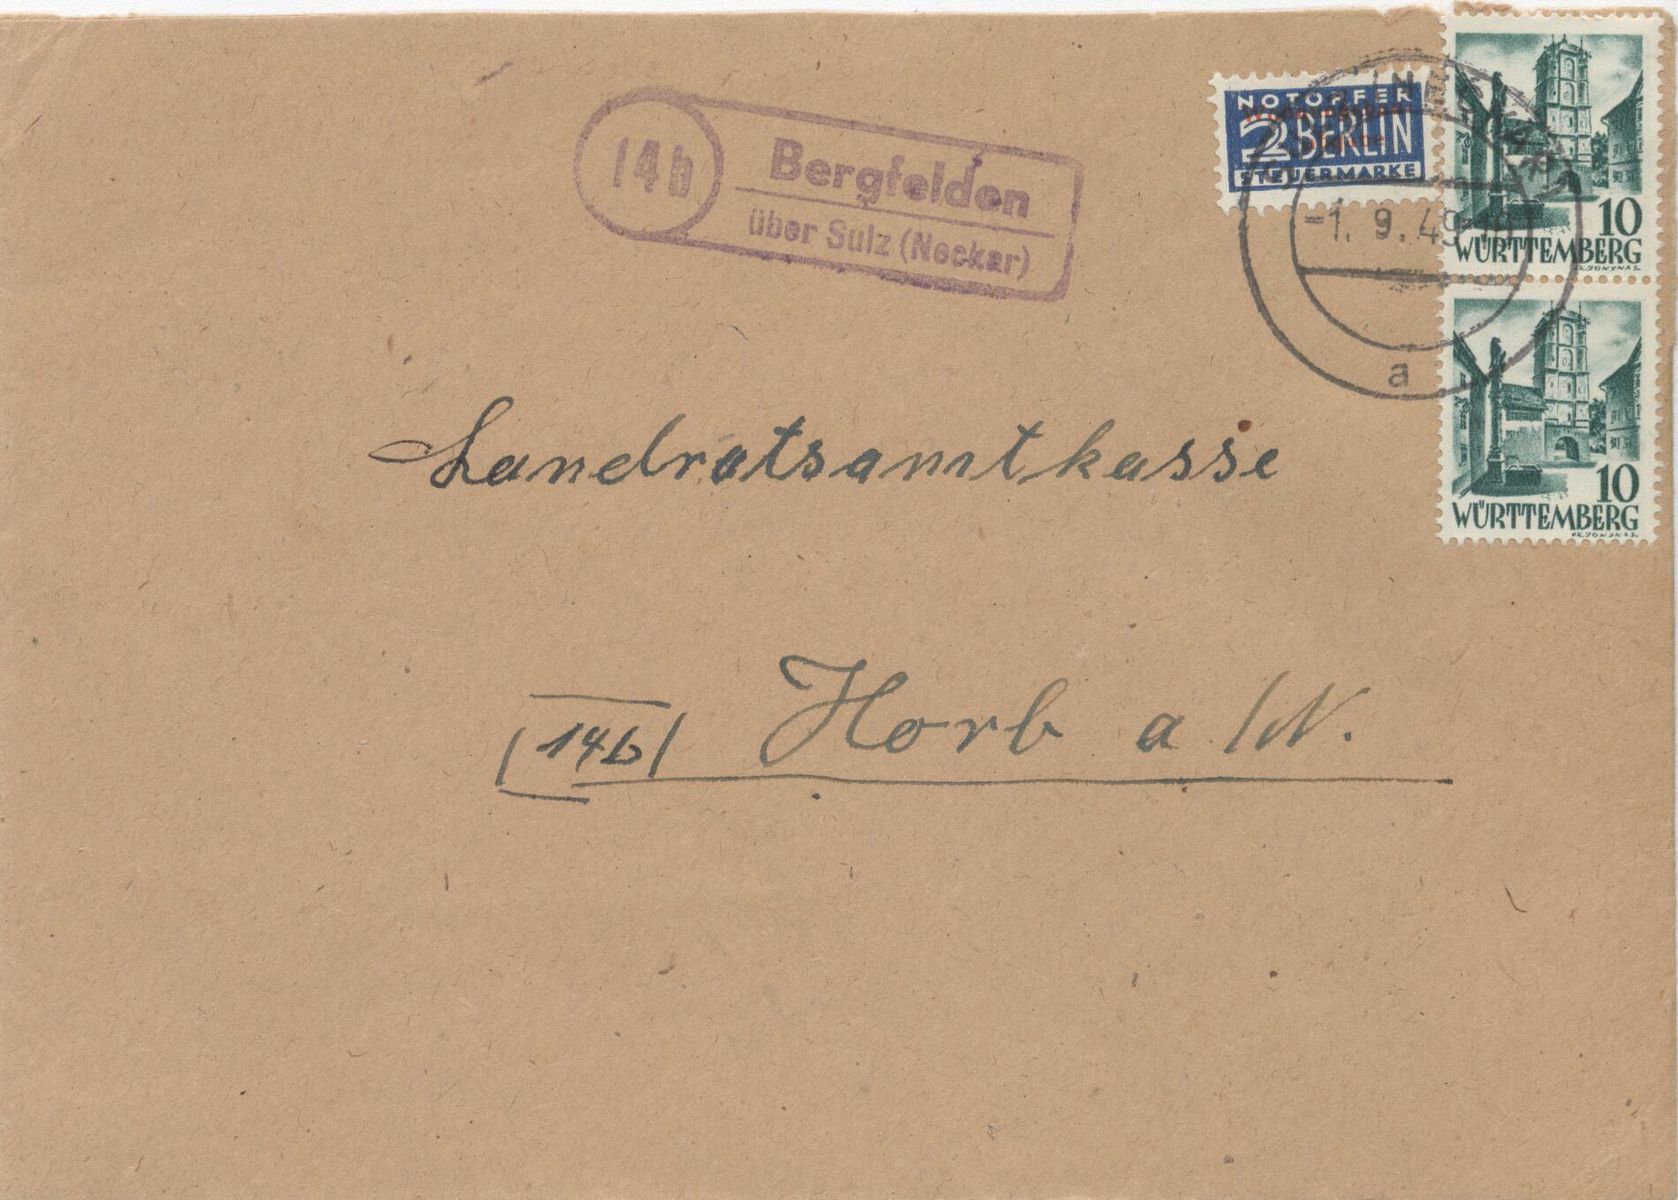 14b
Bergfelden
über Sulz (Neckar)
NOTOPFER
2 BERLIN
STEUERMARKE
-1. 9. 49
a
10
WÜRTTEMBERG
10
WÜRTTEMBERG
Landratsamtkasse
(14b) Horb a/N.